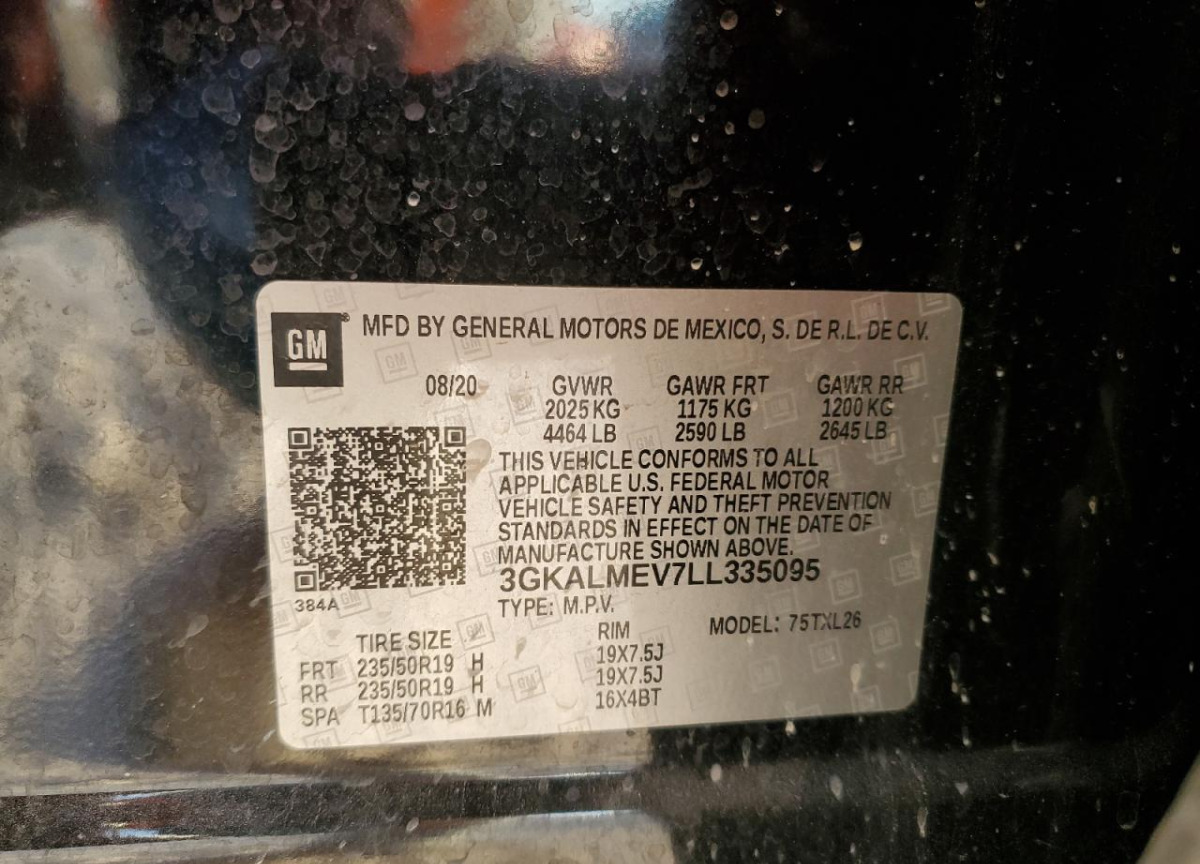 GM® MFD BY GENERAL MOTORS DE MEXICO, S. DE R.L. DE C.V.
08/20 GVWR GAWR FRT GAWR RR
2025 KG 1175 KG 1200 KG
4464 LB 2590 LB 2645 LB
THIS VEHICLE CONFORMS TO ALL
APPLICABLE U.S. FEDERAL MOTOR
VEHICLE SAFETY AND THEFT PREVENTION
STANDARDS IN EFFECT ON THE DATE OF
MANUFACTURE SHOWN ABOVE.
3GKALMEV7LL335095
384A TYPE: M.P.V.
MODEL: 75TXL26
TIRE SIZE RIM
FRT 235/50R19 H 19X7.5J
RR 235/50R19 H 19X7.5J
SPA T135/70R16 M 16X4BT